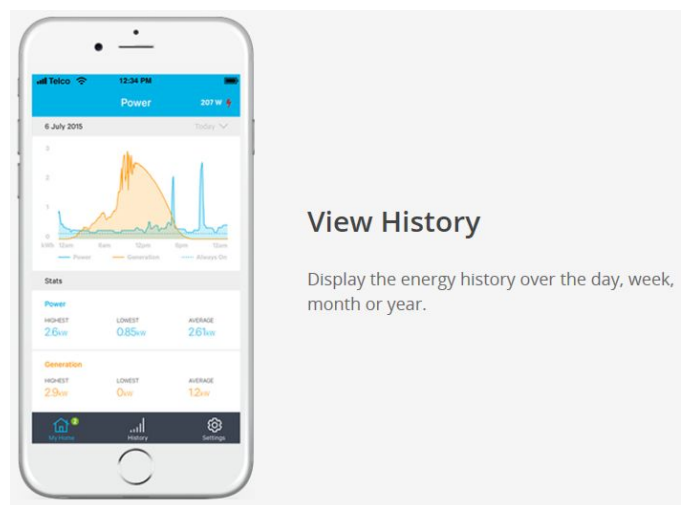 Telco 12:34 PM
Power 207 W
6 July 2015 Today
3
2
1
0
kWh 12am 6am 12pm 6pm 12am
Power Generation Always On
Stats
Power
HIGHEST LOWEST AVERAGE
2.6kW 0.85kW 2.61kW
Generation
HIGHEST LOWEST AVERAGE
2.9kW 0kW 1.2kW
2
My Home History Settings
View History
Display the energy history over the day, week,
month or year.